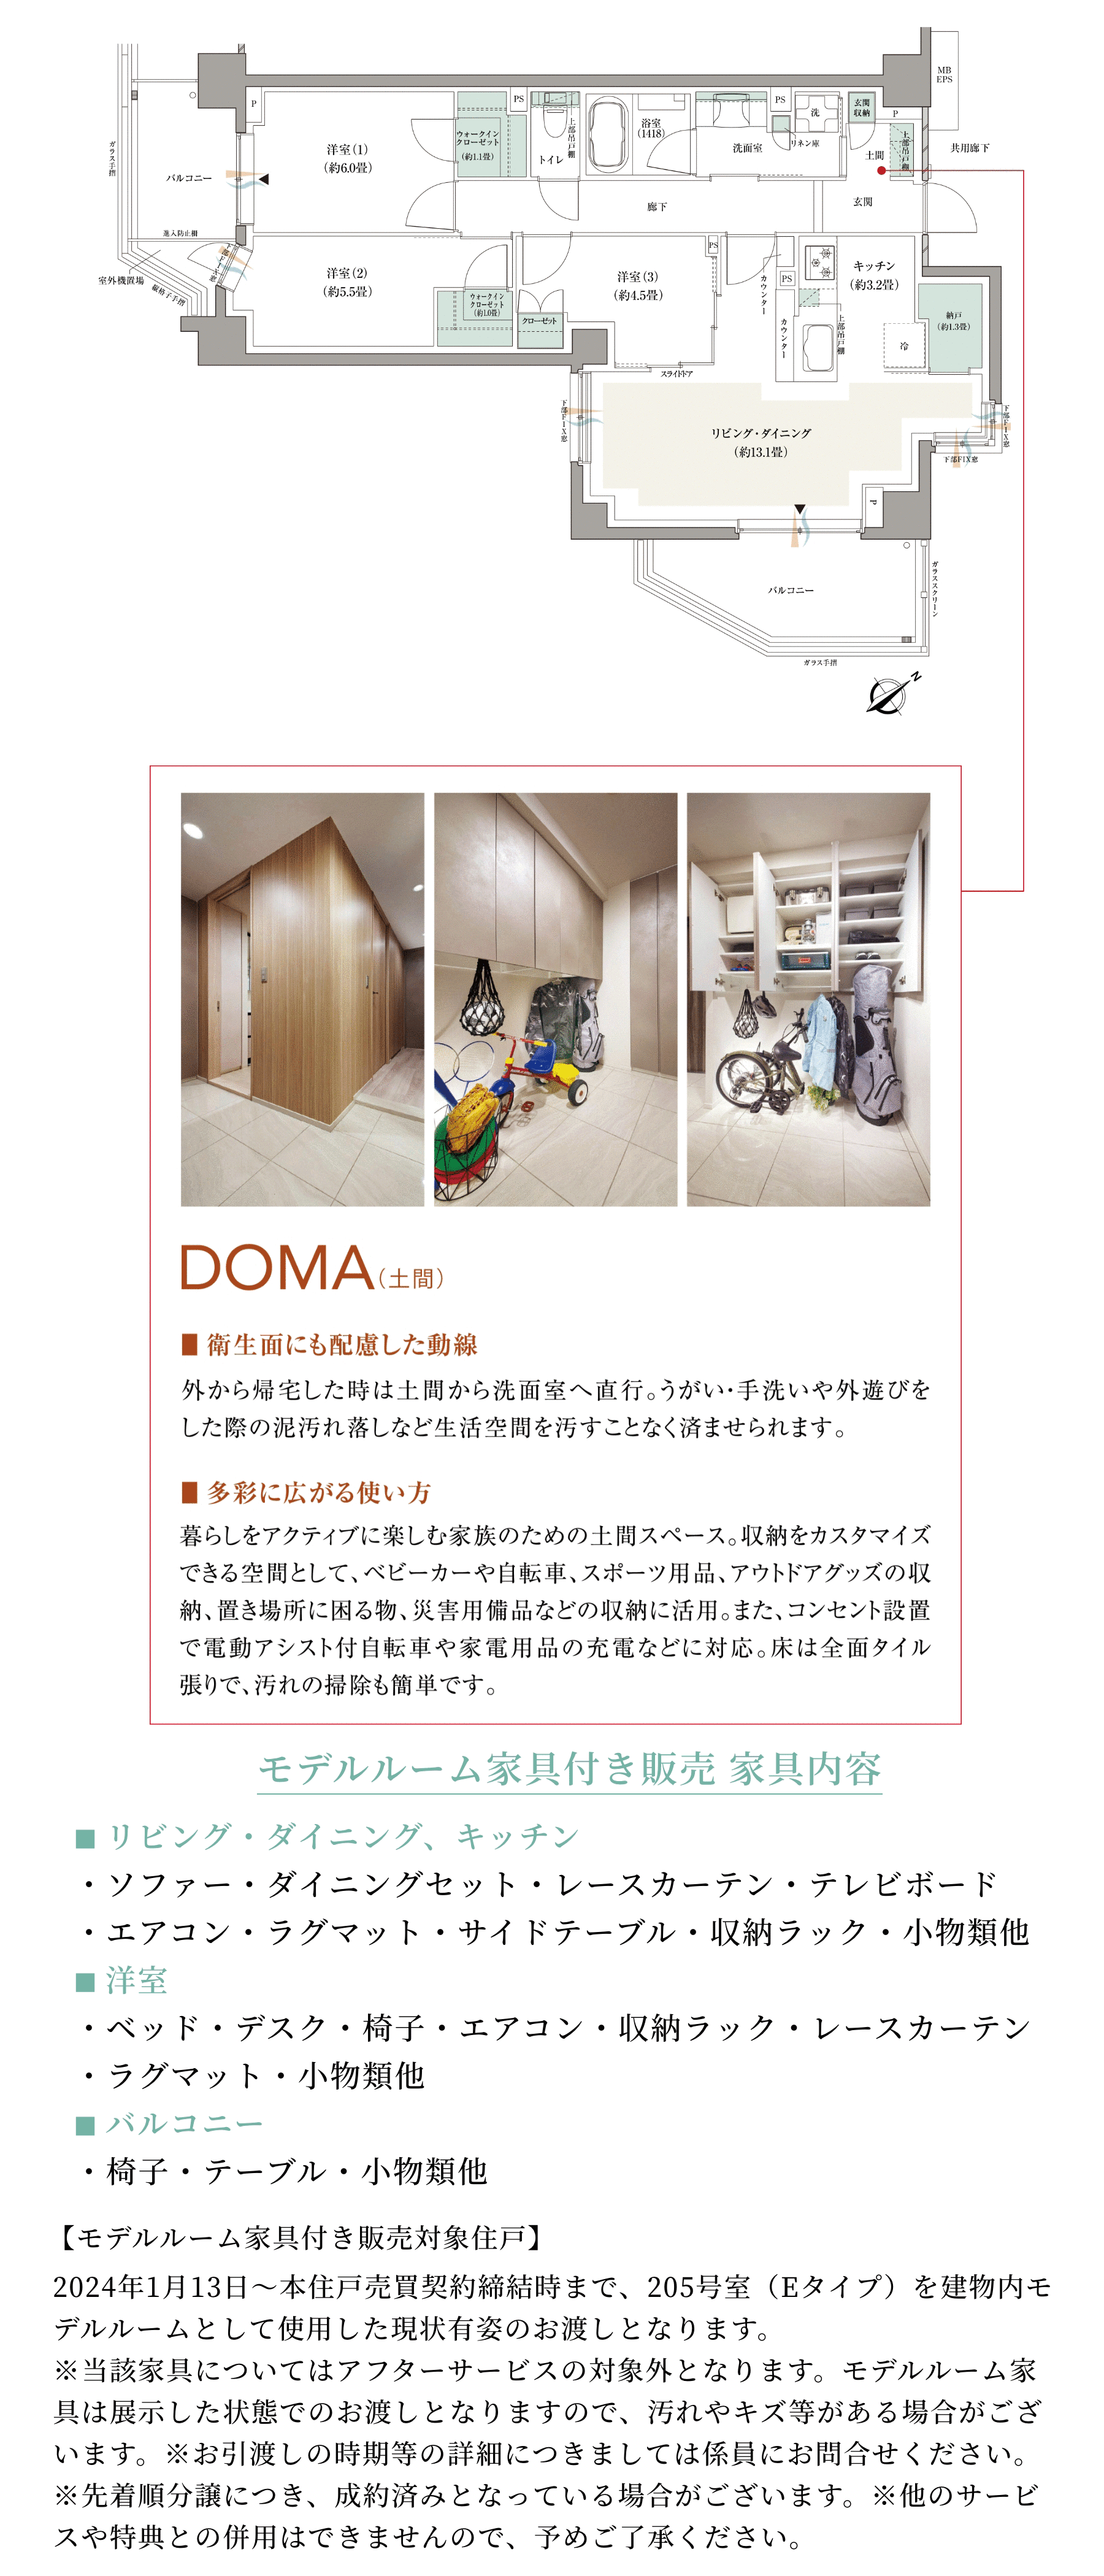 MB
EPS
P
PS
PS
玄関
収納
P
ガラス手摺
バルコニー
洋室(1)
(約6.0畳)
ウォークイン
クローゼット
(約1.1畳)
上部吊戸棚
トイレ
浴室
(1418)
洗面室
リネン庫
洗
土間
上部吊戸棚
共用廊下
廊下
玄関
進入防止柵
室外機置場
縦格子手摺
下部FIX窓
洋室(2)
(約5.5畳)
ウォークイン
クローゼット
(約1.0畳)
クローゼット
洋室(3)
(約4.5畳)
PS
PS
カウンター
カウンター
上部吊戸棚
キッチン
(約3.2畳)
冷
納戸
(約1.3畳)
スライドドア
下部FIX窓
リビング・ダイニング
(約13.1畳)
下部FIX窓
下部FIX窓
P
バルコニー
ガラススクリーン
ガラス手摺
N
DOMA(土間)
■ 衛生面にも配慮した動線
外から帰宅した時は土間から洗面室へ直行。うがい・手洗いや外遊びを
した際の泥汚れ落しなど生活空間を汚すことなく済ませられます。
■ 多彩に広がる使い方
暮らしをアクティブに楽しむ家族のための土間スペース。収納をカスタマイズ
できる空間として、ベビーカーや自転車、スポーツ用品、アウトドアグッズの収
納、置き場所に困る物、災害用備品などの収納に活用。また、コンセント設置
で電動アシスト付自転車や家電用品の充電などに対応。床は全面タイル
張りで、汚れの掃除も簡単です。
モデルルーム家具付き販売 家具内容
■ リビング・ダイニング、キッチン
・ソファー・ダイニングセット・レースカーテン・テレビボード
・エアコン・ラグマット・サイドテーブル・収納ラック・小物類他
■ 洋室
・ベッド・デスク・椅子・エアコン・収納ラック・レースカーテン
・ラグマット・小物類他
■ バルコニー
・椅子・テーブル・小物類他
【モデルルーム家具付き販売対象住戸】
2024年1月13日〜本住戸売買契約締結時まで、205号室（Eタイプ）を建物内モ
デルルームとして使用した現状有姿のお渡しとなります。
※当該家具についてはアフターサービスの対象外となります。モデルルーム家
具は展示した状態でのお渡しとなりますので、汚れやキズ等がある場合がござ
います。※お引渡しの時期等の詳細につきましては係員にお問合せください。
※先着順分譲につき、成約済みとなっている場合がございます。※他のサービ
スや特典との併用はできませんので、予めご了承ください。